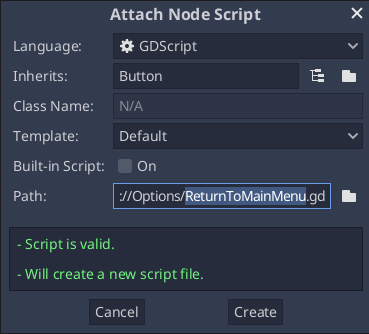 Attach Node Script
Language: GDScript
Inherits: Button
Class Name: N/A
Template: Default
Built-in Script: On
Path: ://Options/ReturnToMainMenu.gd
- Script is valid.
- Will create a new script file.
Cancel Create